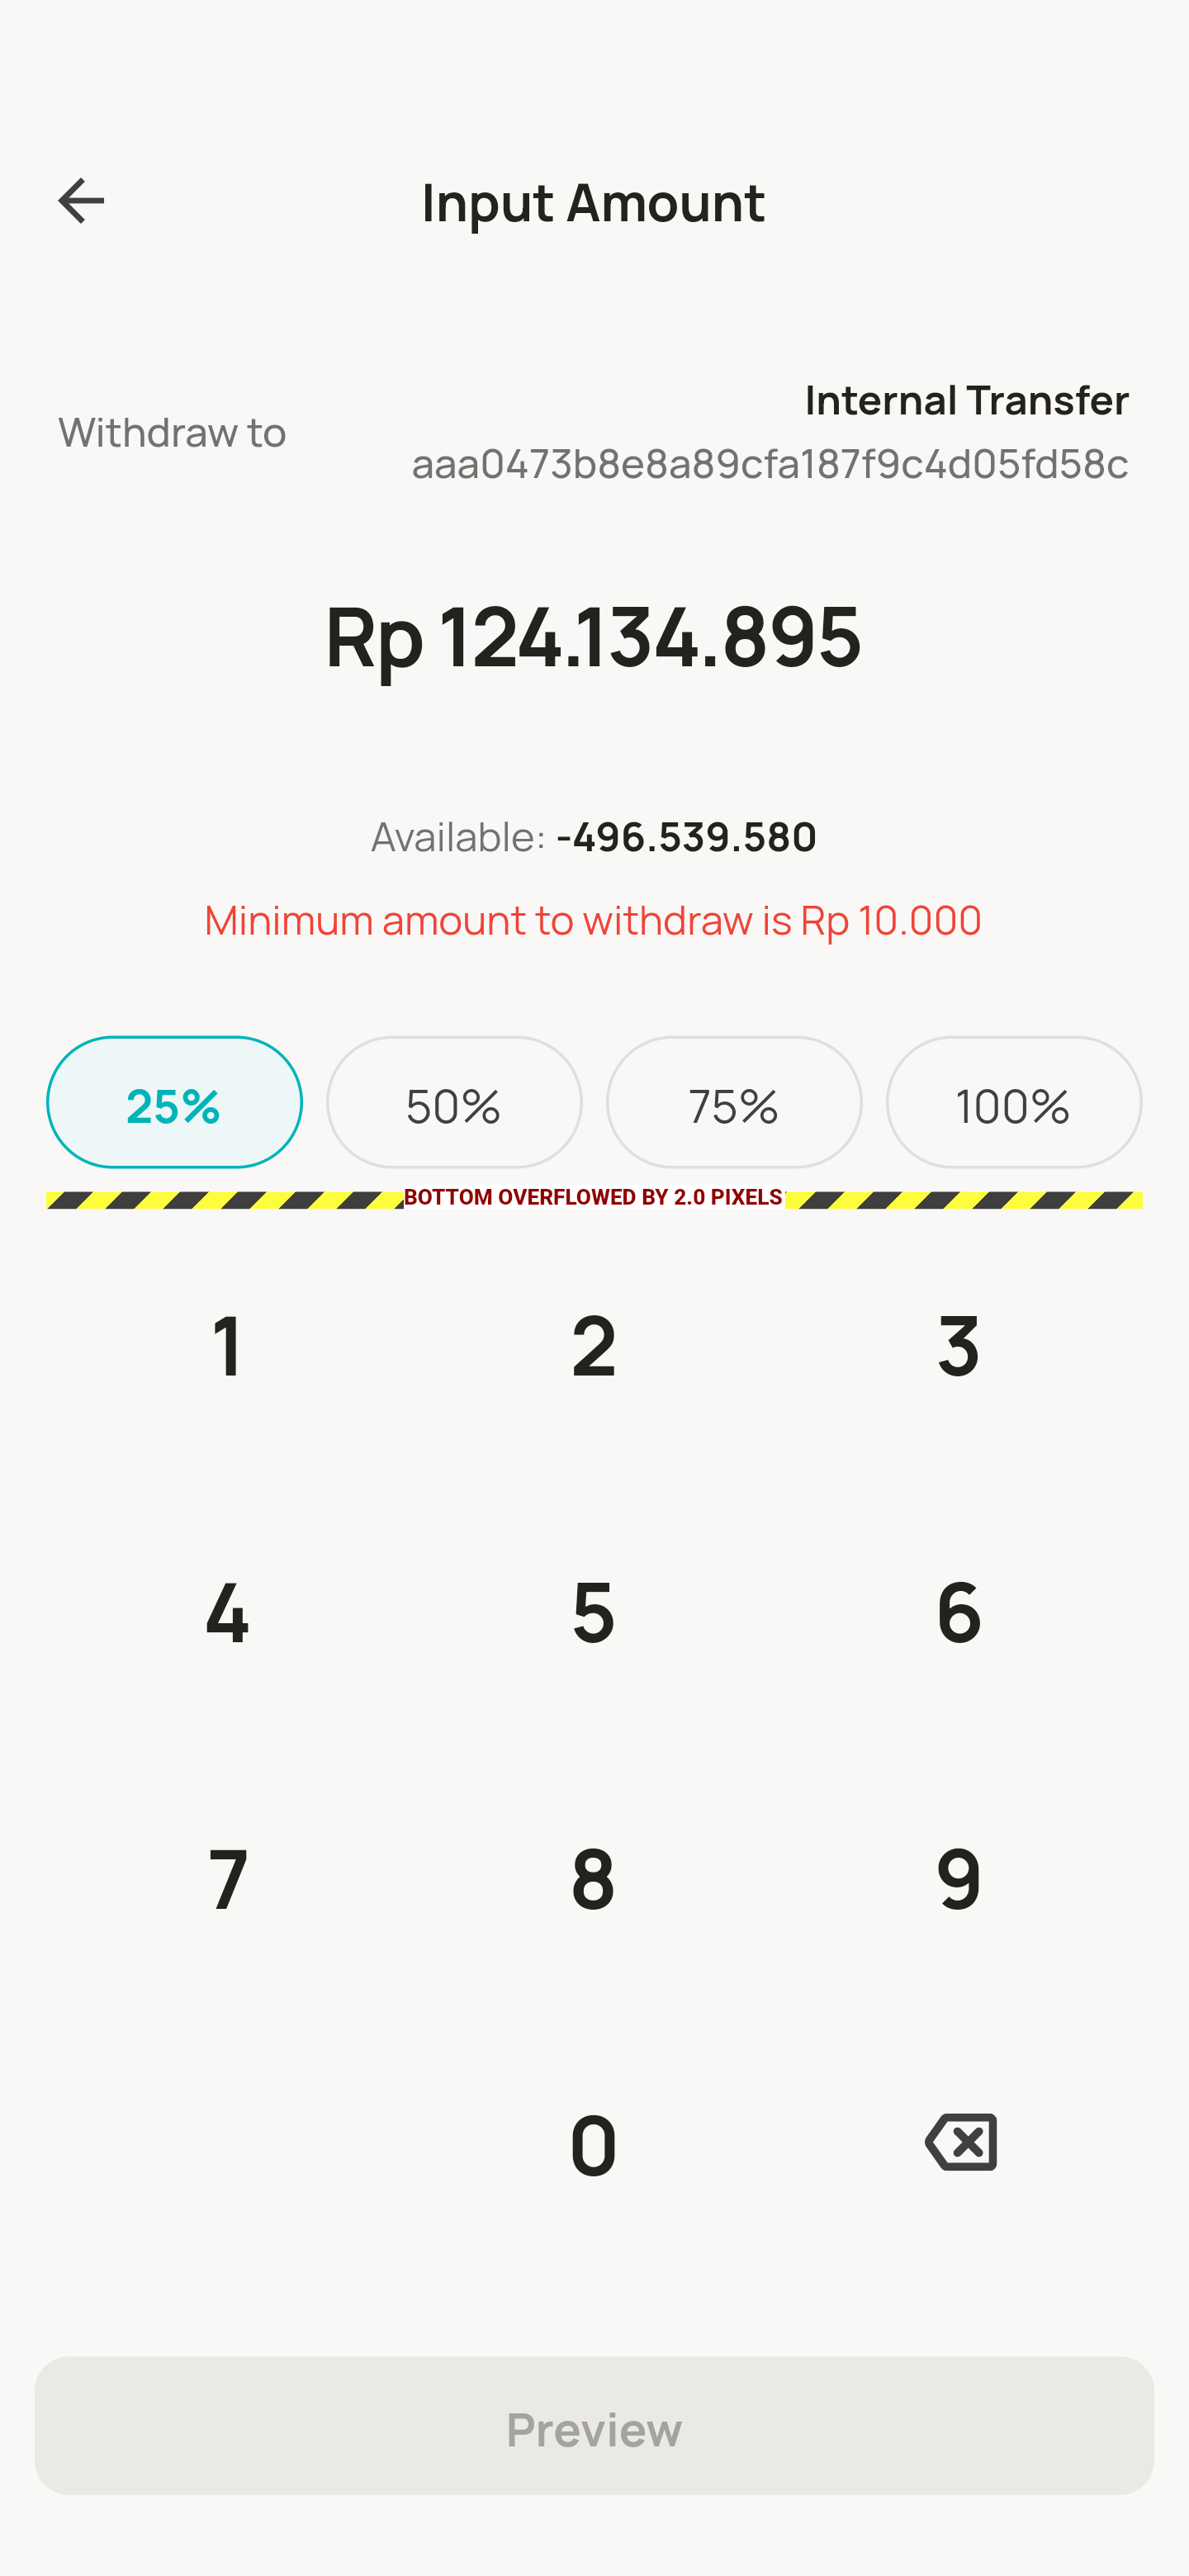 Input Amount
Internal Transfer
Withdraw to
aaa0473b8e8a89cfa187f9c4d05fd58c
Rp 124.134.895
Available: -496.539.580
Minimum amount to withdraw is Rp 10.000
25% 50% 75% 100%
BOTTOM OVERFLOWED BY 2.0 PIXELS
1 2 3
4 5 6
7 8 9
0
Preview